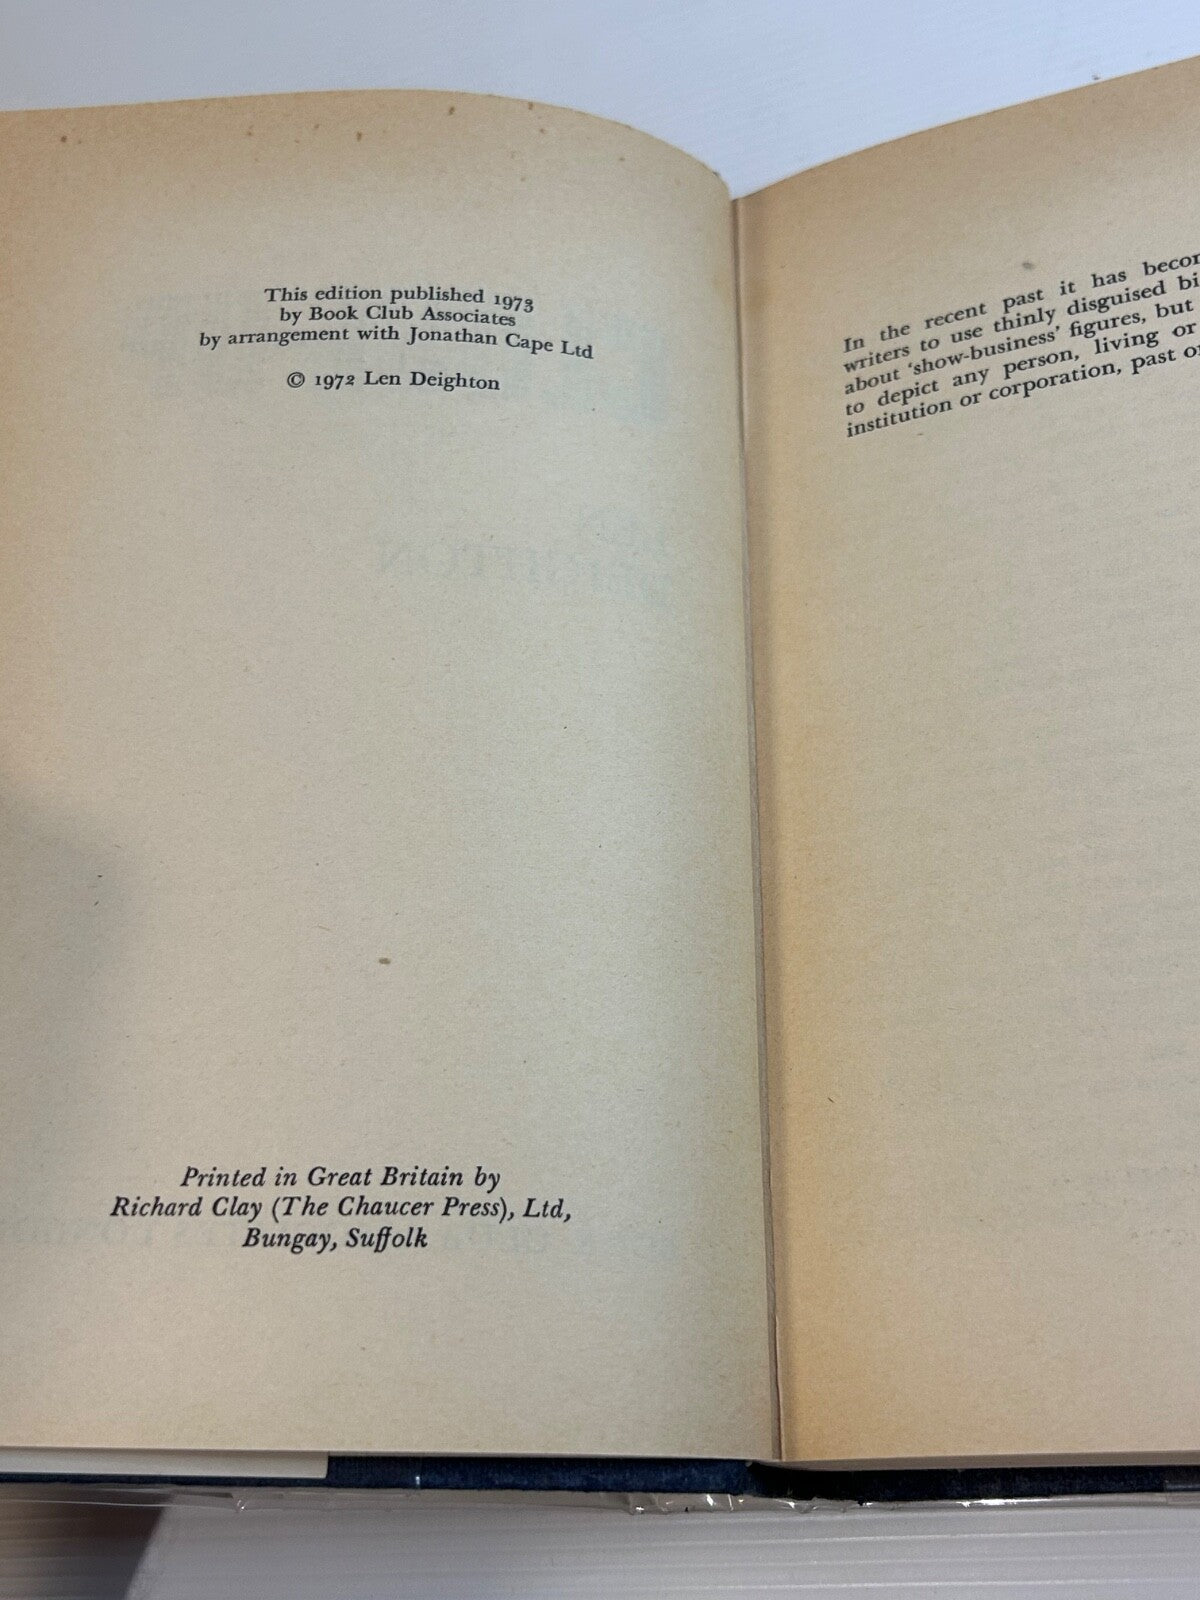 This edition published 1973
by Book Club Associates
by arrangement with Jonathan Cape Ltd
© 1972 Len Deighton
Printed in Great Britain by
Richard Clay (The Chaucer Press), Ltd,
Bungay, Suffolk
In the recent past it has
writers to use thinly disguised
about 'show-business' figures, but
to depict any person, living or
institution or corporation, past